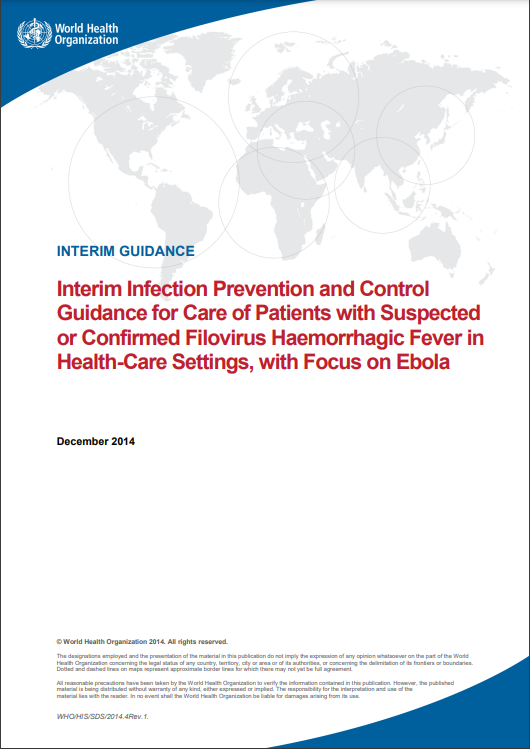 World Health
Organization
INTERIM GUIDANCE
Interim Infection Prevention and Control
Guidance for Care of Patients with Suspected
or Confirmed Filovirus Haemorrhagic Fever in
Health-Care Settings, with Focus on Ebola
December 2014
© World Health Organization 2014. All rights reserved.
The designations employed and the presentation of the material in this publication do not imply the expression of any opinion whatsoever on the part of the World
Health Organization concerning the legal status of any country, territory, city or area or of its authorities, or concerning the delimitation of its frontiers or boundaries.
Dotted and dashed lines on maps represent approximate border lines for which there may not yet be full agreement.
All reasonable precautions have been taken by the World Health Organization to verify the information contained in this publication. However, the published
material is being distributed without warranty of any kind, either expressed or implied. The responsibility for the interpretation and use of the
material lies with the reader. In no event shall the World Health Organization be liable for damages arising from its use.
WHO/HIS/SDS/2014.4Rev.1.